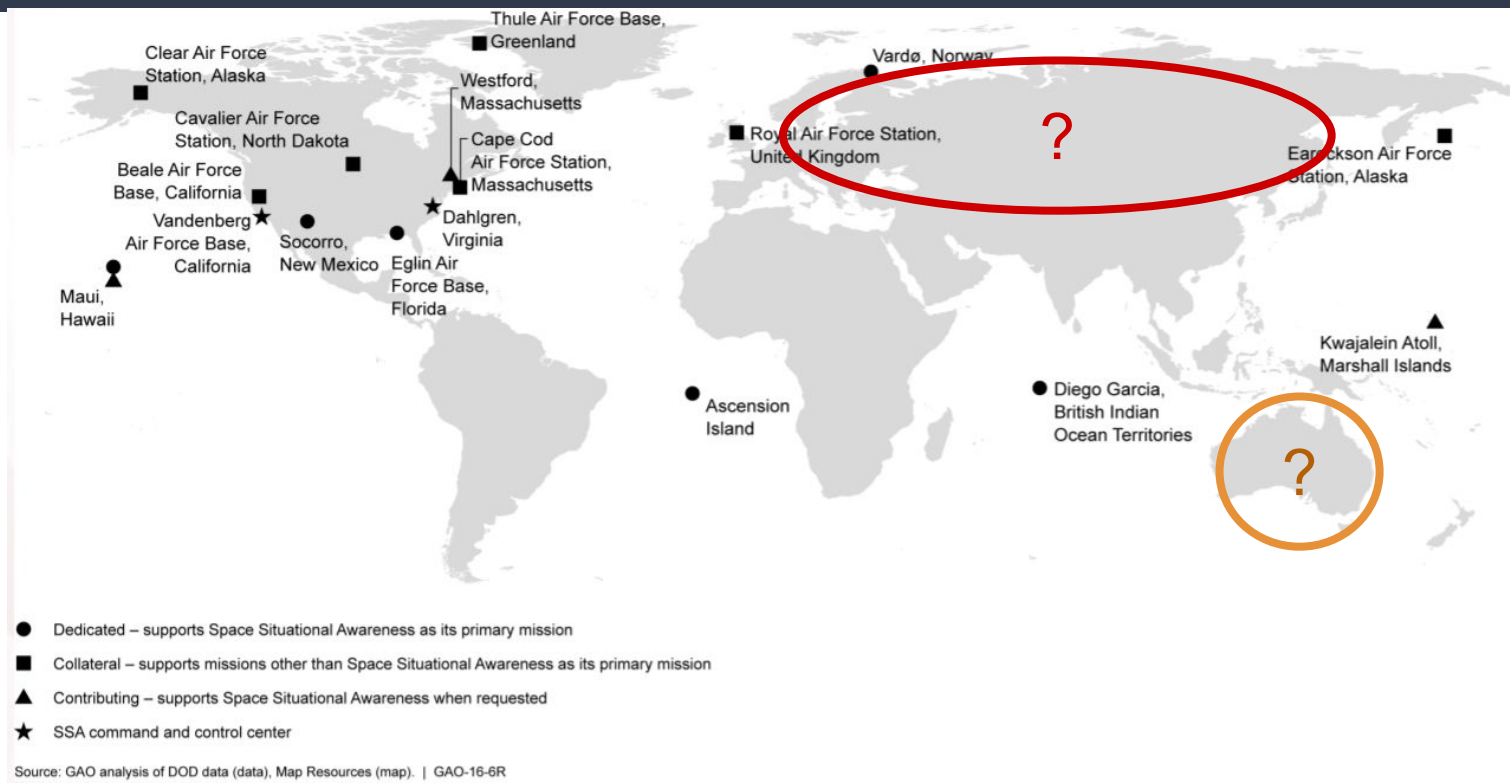 Thule Air Force Base,
Greenland
Clear Air Force
Station, Alaska
Westford,
Massachusetts
Vardø, Norway
Cavalier Air Force
Station, North Dakota
Cape Cod
Air Force Station,
Massachusetts
Royal Air Force Station,
United Kingdom
?
Eareckson Air Force
Station, Alaska
Beale Air Force
Base, California
Vandenberg
Air Force Base,
California
Socorro,
New Mexico
Eglin Air
Force Base,
Florida
Dahlgren,
Virginia
Maui,
Hawaii
Kwajalein Atoll,
Marshall Islands
Ascension
Island
Diego Garcia,
British Indian
Ocean Territories
?
Dedicated – supports Space Situational Awareness as its primary mission
Collateral – supports missions other than Space Situational Awareness as its primary mission
Contributing – supports Space Situational Awareness when requested
SSA command and control center
Source: GAO analysis of DOD data (data), Map Resources (map). | GAO-16-6R